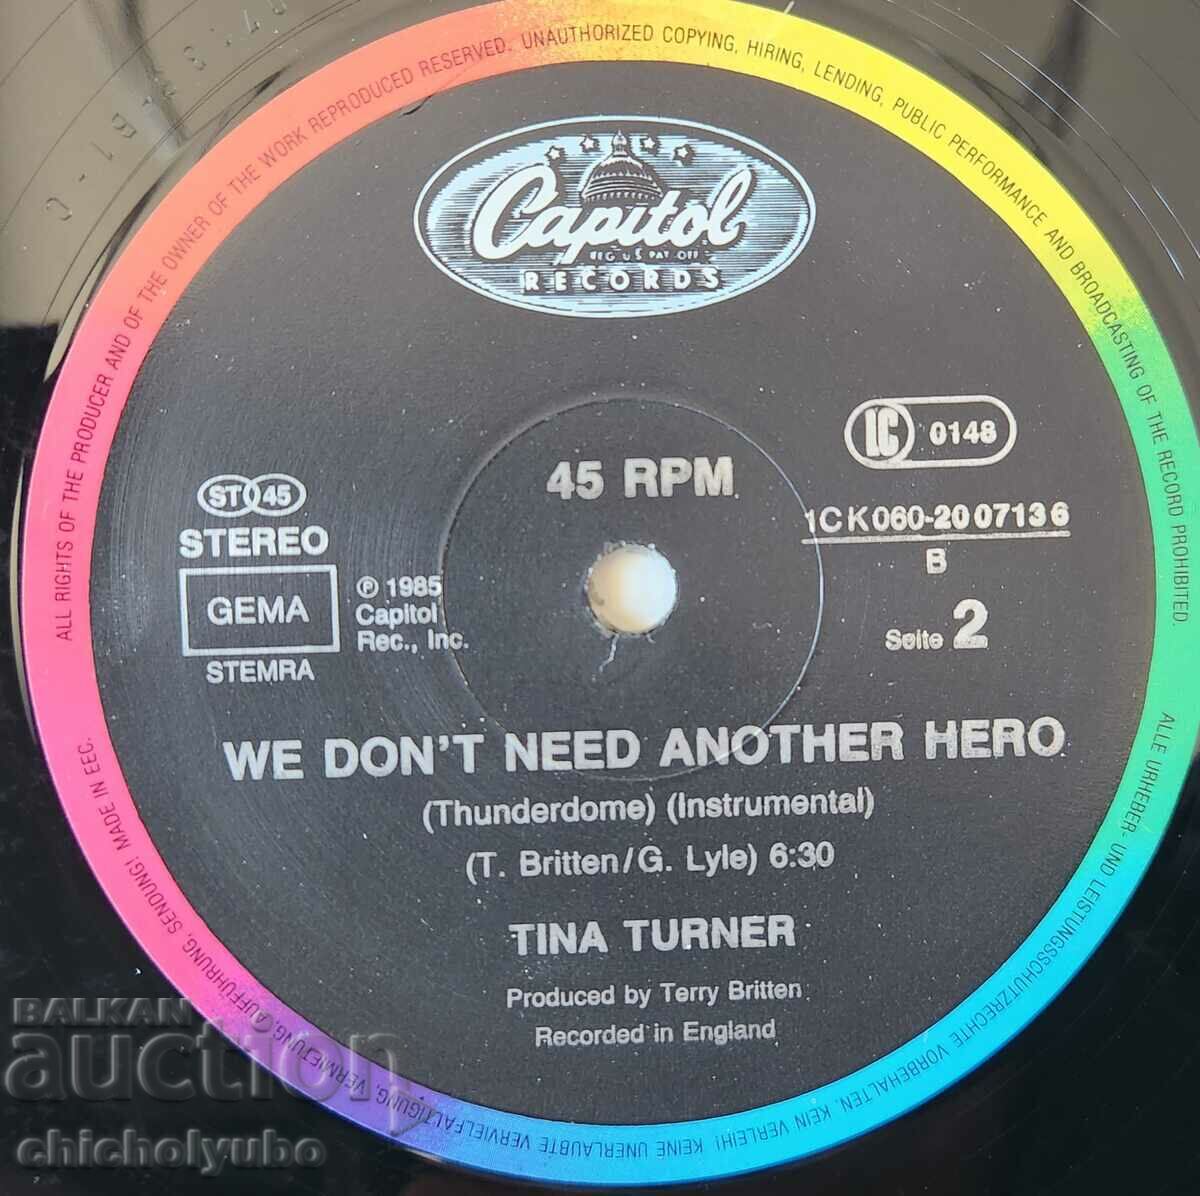 ALL RIGHTS OF THE PRODUCER AND OF THE OWNER OF THE WORK REPRODUCED RESERVED. UNAUTHORIZED COPYING, HIRING, LENDING, PUBLIC PERFORMANCE AND BROADCASTING OF THE RECORD PROHIBITED.
Capitol
REG US PAT OFF
RECORDS
45 RPM
LC 0148
1C K060-20 0713 6
B
Seite 2
ST 45
STEREO
GEMA
STEMRA
℗ 1985
Capitol
Rec., Inc.
WE DON'T NEED ANOTHER HERO
(Thunderdome) (Instrumental)
(T. Britten/G. Lyle) 6:30
TINA TURNER
Produced by Terry Britten
Recorded in England
ALLE URHEBER- UND LEISTUNGSSCHUTZRECHTE VORBEHALTEN. KEIN VERLEIH! KEINE UNERLAUBTE VERVIELFÄLTIGUNG, VERMIETUNG, AUFFÜHRUNG, SENDUNG! MADE IN EEC.
BALKAN
auction
chicholyubo